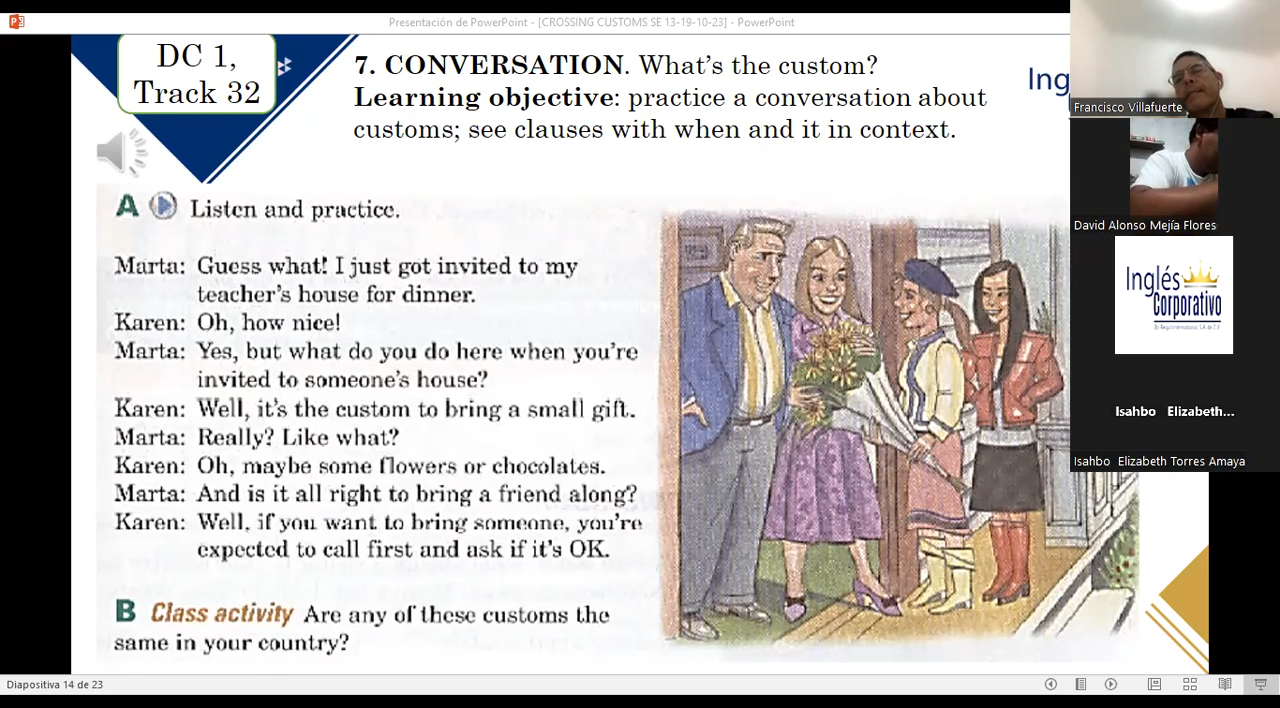 Presentación de PowerPoint - [CROSSING CUSTOMS SE 13-19-10-23] - PowerPoint
DC 1,
Track 32
7. CONVERSATION. What's the custom?
Learning objective: practice a conversation about
customs; see clauses with when and it in context.
Ing
A Listen and practice.
Marta: Guess what! I just got invited to my
teacher's house for dinner.
Karen: Oh, how nice!
Marta: Yes, but what do you do here when you're
invited to someone's house?
Karen: Well, it's the custom to bring a small gift.
Marta: Really? Like what?
Karen: Oh, maybe some flowers or chocolates.
Marta: And is it all right to bring a friend along?
Karen: Well, if you want to bring someone, you're
expected to call first and ask if it's OK.
B Class activity Are any of these customs the
same in your country?
Francisco Villafuerte
David Alonso Mejía Flores
Inglés
Corporativo
Isahbo Elizabeth...
Isahbo Elizabeth Torres Amaya
Diapositiva 14 de 23